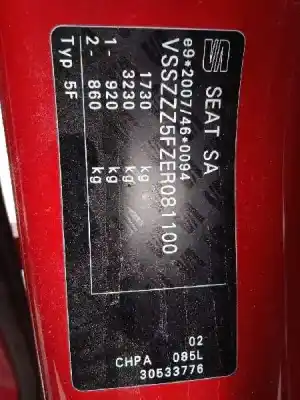 SEAT SA
e9*2007/46*0094
VSSZZZ5FZER081100
1730 kg
3230 kg
1- 920 kg
2- 860 kg
Typ 5F
02
CHPA 085L
30533776